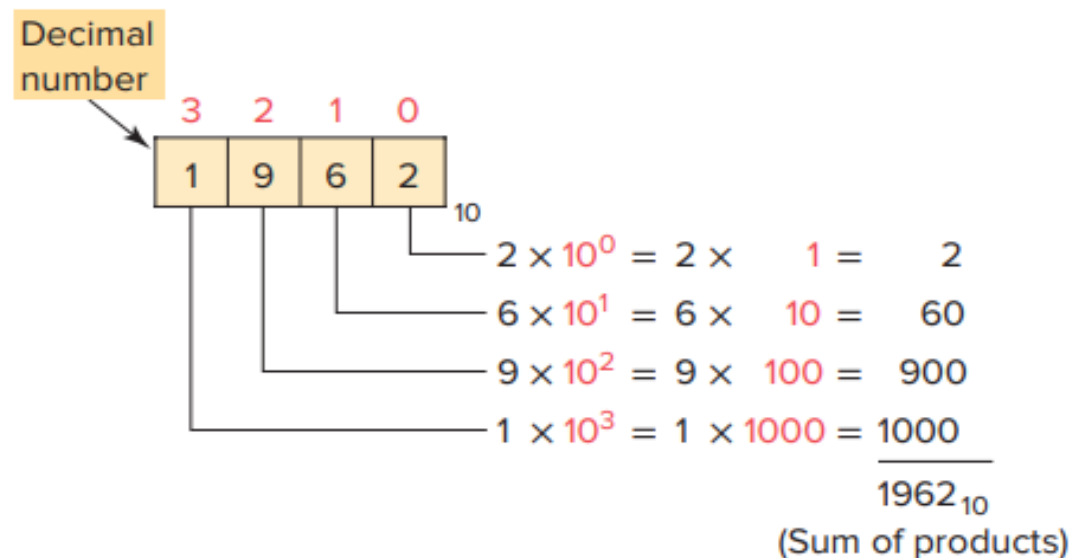 Decimal
number
3 2 1 0
1 9 6 2 10
2 × 10⁰ = 2 × 1 = 2
6 × 10¹ = 6 × 10 = 60
9 × 10² = 9 × 100 = 900
1 × 10³ = 1 × 1000 = 1000
1962₁₀
(Sum of products)